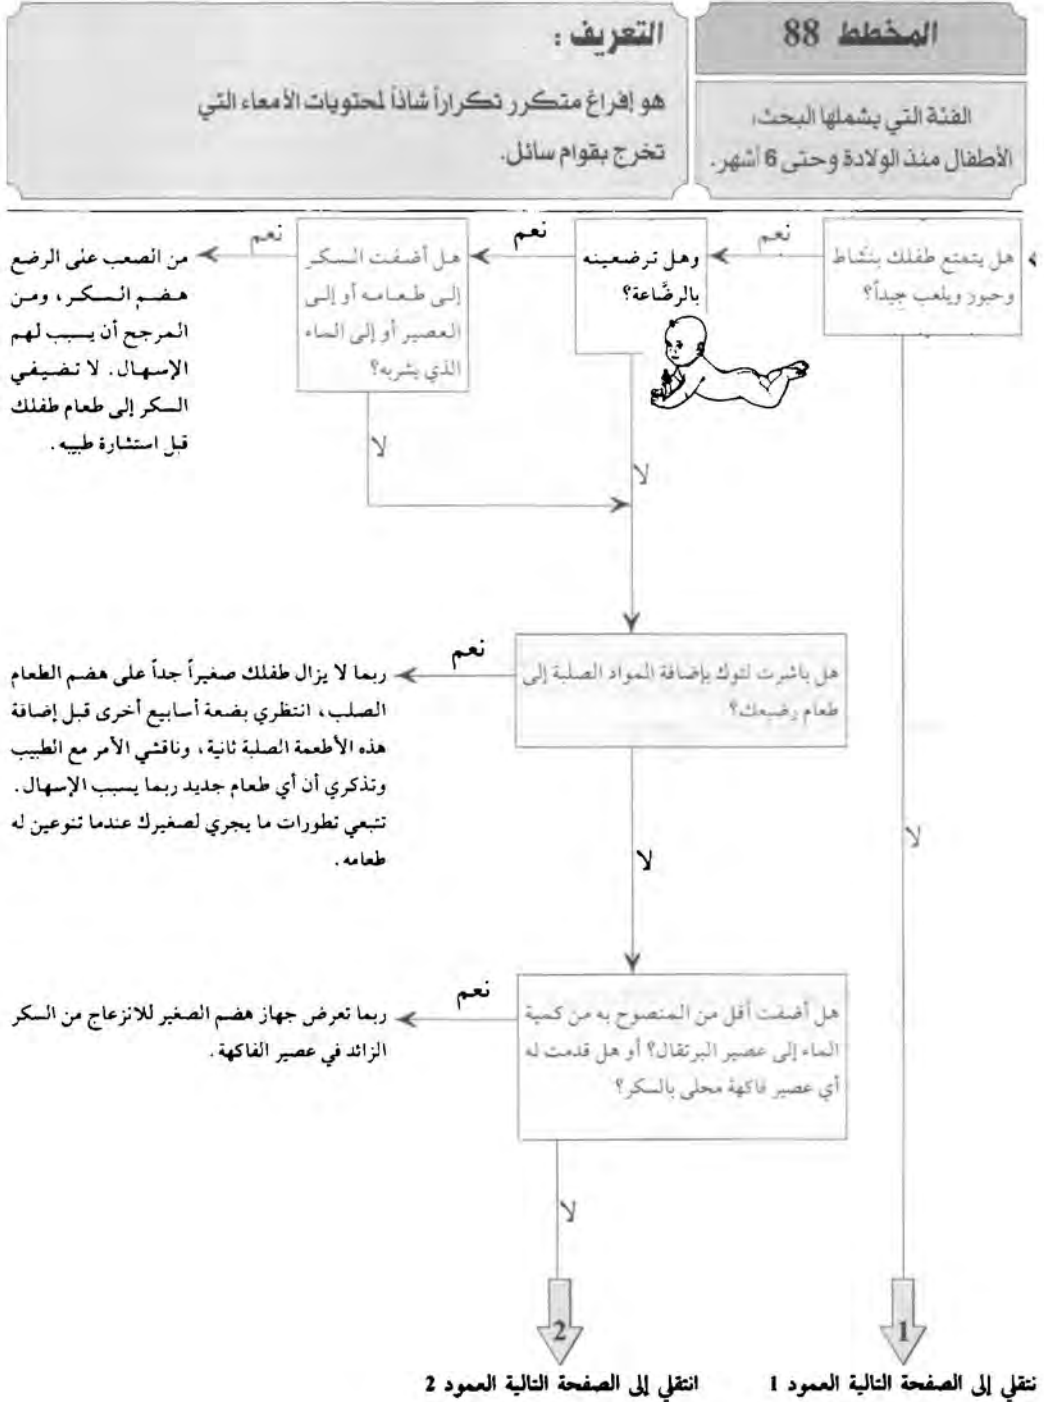 المخطط 88
الفئة التي يشملها البحث:
الأطفال منذ الولادة وحتى 6 أشهر.
التعريف :
هو إفراغ متكرر تكراراً شاذاً لمحتويات الأمعاء التي
تخرج بقوام سائل.
هل يتمتع طفلك بنشاط
وحبور ويلعب جيداً؟
نعم
وهل ترضعينه
بالرضَّاعة؟
نعم
هل أضفت السكر
إلى طعامه أو إلى
العصير أو إلى الماء
الذي يشربه؟
نعم
من الصعب على الرضع
هضم السكر، ومن
المرجح أن يسبب لهم
الإسهال. لا تضيفي
السكر إلى طعام طفلك
قبل استشارة طبيبه.
لا
لا
هل باشرت لتوك بإضافة المواد الصلبة إلى
طعام رضيعك؟
نعم
ربما لا يزال طفلك صغيراً جداً على هضم الطعام
الصلب، انتظري بضعة أسابيع أخرى قبل إضافة
هذه الأطعمة الصلبة ثانية، وناقشي الأمر مع الطبيب
وتذكري أن أي طعام جديد ربما يسبب الإسهال.
تتبعي تطورات ما يجري لصغيرك عندما تنوعين له
طعامه.
لا
لا
هل أضفت أقل من المنصوح به من كمية
الماء إلى عصير البرتقال؟ أو هل قدمت له
أي عصير فاكهة محلى بالسكر؟
نعم
ربما تعرض جهاز هضم الصغير للانزعاج من السكر
الزائد في عصير الفاكهة.
لا
1
2
نتقلي إلى الصفحة التالية العمود 1
انتقلي إلى الصفحة التالية العمود 2